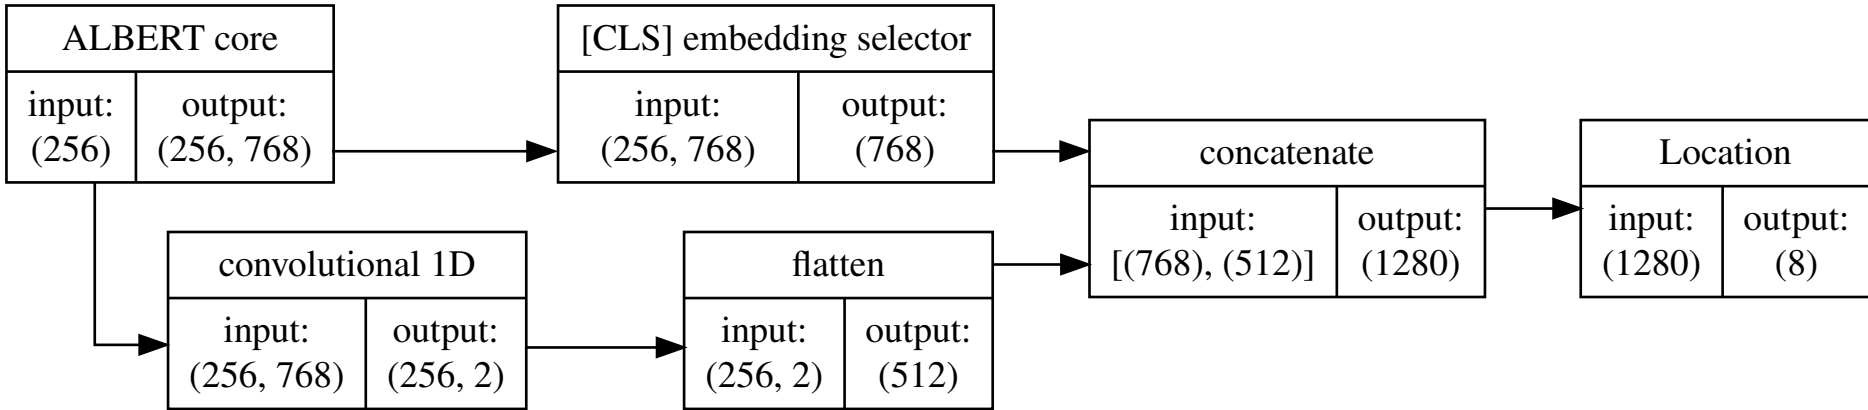 ALBERT core
input:
(256)
output:
(256, 768)
[CLS] embedding selector
input:
(256, 768)
output:
(768)
convolutional 1D
input:
(256, 768)
output:
(256, 2)
flatten
input:
(256, 2)
output:
(512)
concatenate
input:
[(768), (512)]
output:
(1280)
Location
input:
(1280)
output:
(8)